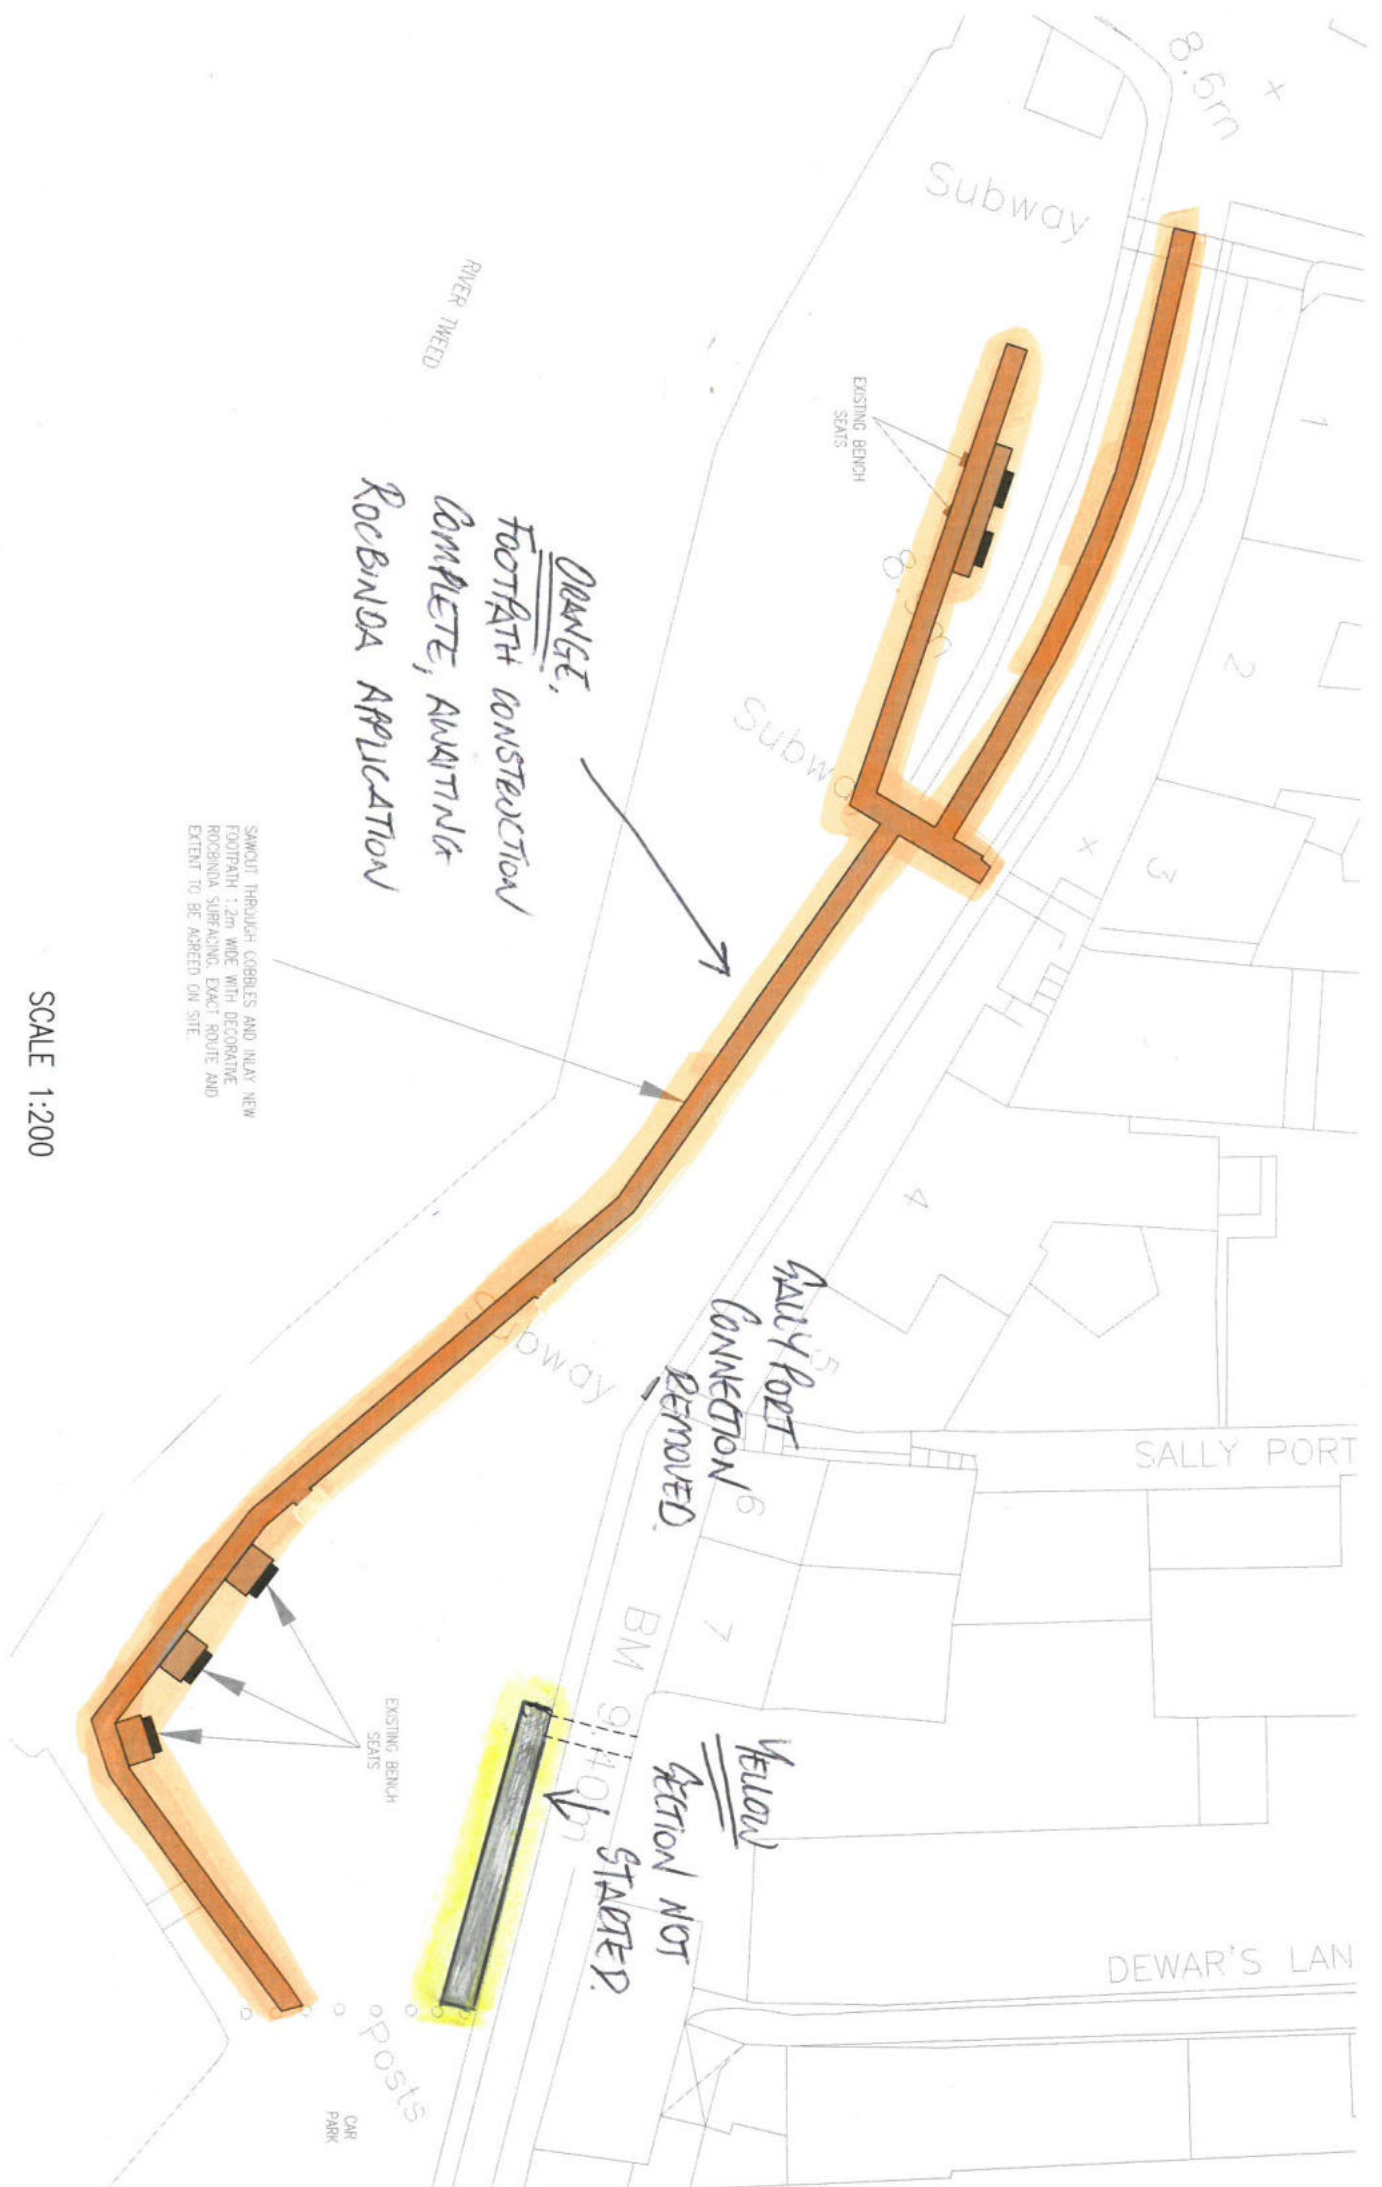 8.6m
x
Subway
RIVER TWEED
EXISTING BENCH
SEATS
1
2
3
x
4
5
6
7
Subwa
ORANGE.
FOOTPATH CONSTRUCTION
COMPLETE, AWAITING
ROCBINDA APPLICATION
SAWCUT THROUGH COBBLES AND INLAY NEW
FOOTPATH 1.2m WIDE WITH DECORATIVE
ROCBINDA SURFACING. EXACT ROUTE AND
EXTENT TO BE AGREED ON SITE.
SCALE 1:200
Subway
SALLY PORT
CONNECTION
REMOVED.
SALLY PORT
BM 9.40m
YELLOW
SECTION NOT
STARTED.
EXISTING BENCH
SEATS
DEWAR'S LAN
posts
CAR
PARK